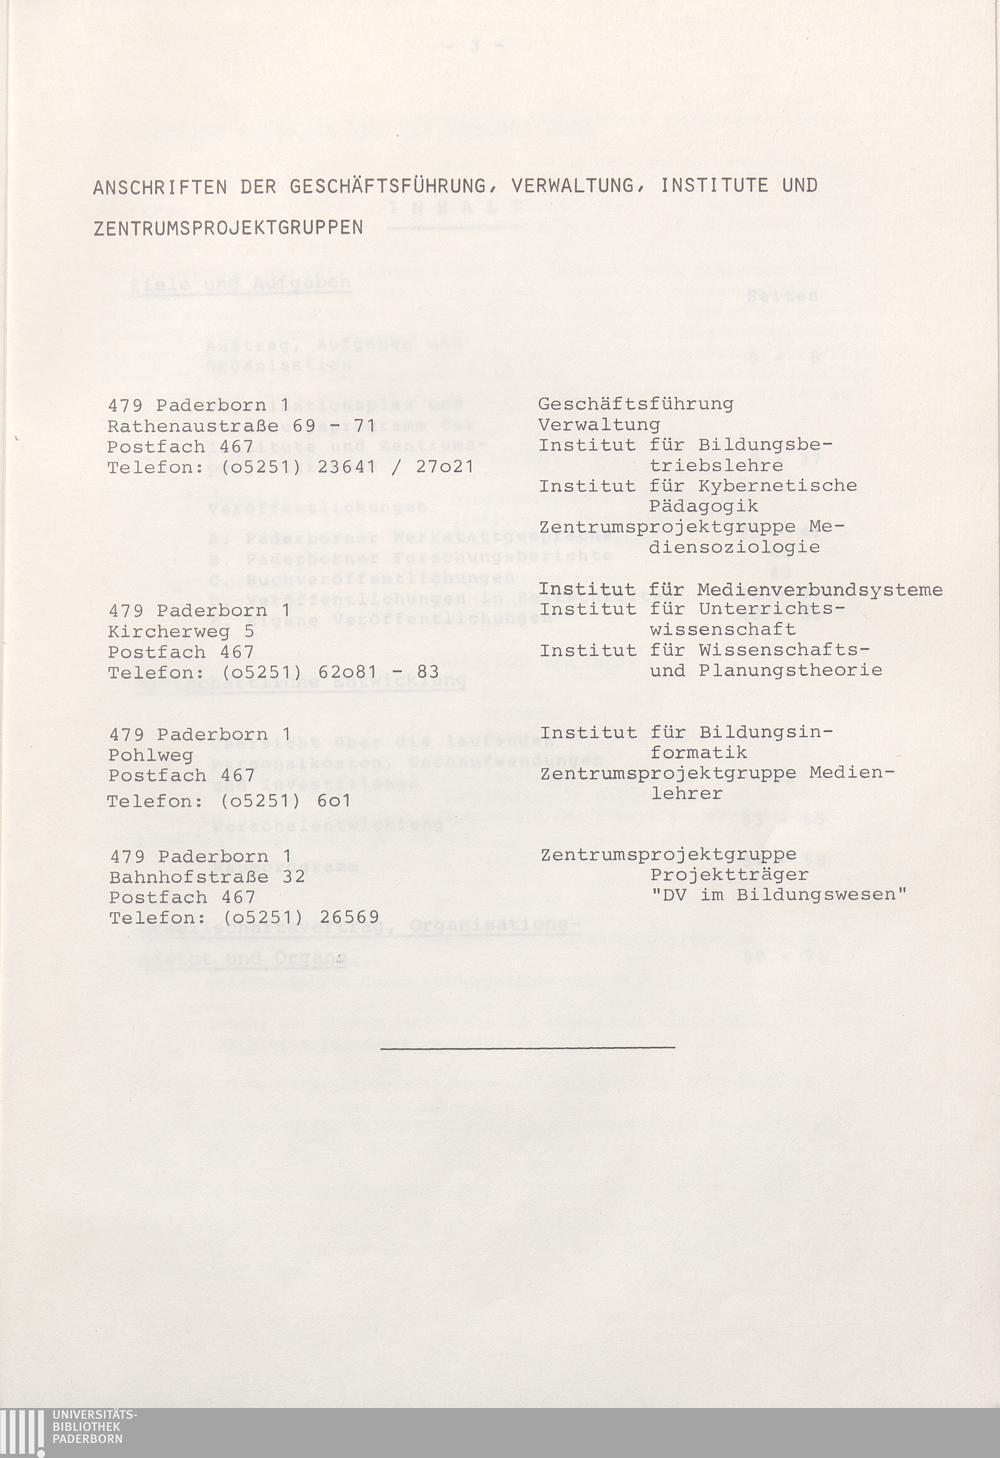 ANSCHRIFTEN DER GESCHÄFTSFÜHRUNG, VERWALTUNG, INSTITUTE UND
ZENTRUMSPROJEKTGRUPPEN
479 Paderborn 1
Rathenaustraße 69 - 71
Postfach 467
Telefon: (o5251) 23641 / 27o21
Geschäftsführung
Verwaltung
Institut für Bildungsbe-
triebslehre
Institut für Kybernetische
Pädagogik
Zentrumsprojektgruppe Me-
diensoziologie
479 Paderborn 1
Kircherweg 5
Postfach 467
Telefon: (o5251) 62o81 - 83
Institut für Medienverbundsysteme
Institut für Unterrichts-
wissenschaft
Institut für Wissenschafts-
und Planungstheorie
479 Paderborn 1
Pohlweg
Postfach 467
Telefon: (o5251) 6o1
Institut für Bildungsin-
formatik
Zentrumsprojektgruppe Medien-
lehrer
479 Paderborn 1
Bahnhofstraße 32
Postfach 467
Telefon: (o5251) 26569
Zentrumsprojektgruppe
Projektträger
"DV im Bildungswesen"
UNIVERSITÄTS-
BIBLIOTHEK
PADERBORN